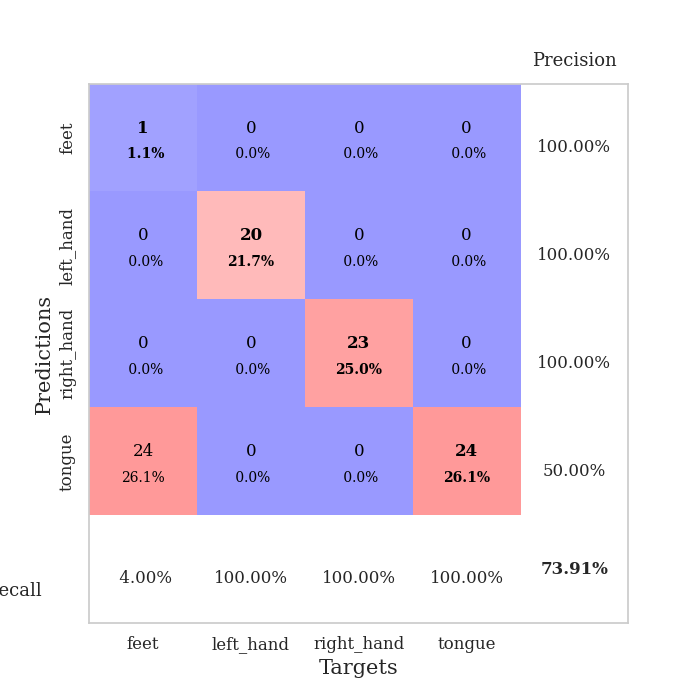 Precision
feet
1 0 0 0
1.1% 0.0% 0.0% 0.0%
100.00%
left_hand
0 20 0 0
0.0% 21.7% 0.0% 0.0%
100.00%
Predictions
right_hand
0 0 23 0
0.0% 0.0% 25.0% 0.0%
100.00%
tongue
24 0 0 24
26.1% 0.0% 0.0% 26.1%
50.00%
ecall
4.00% 100.00% 100.00% 100.00% 73.91%
feet left_hand right_hand tongue
Targets